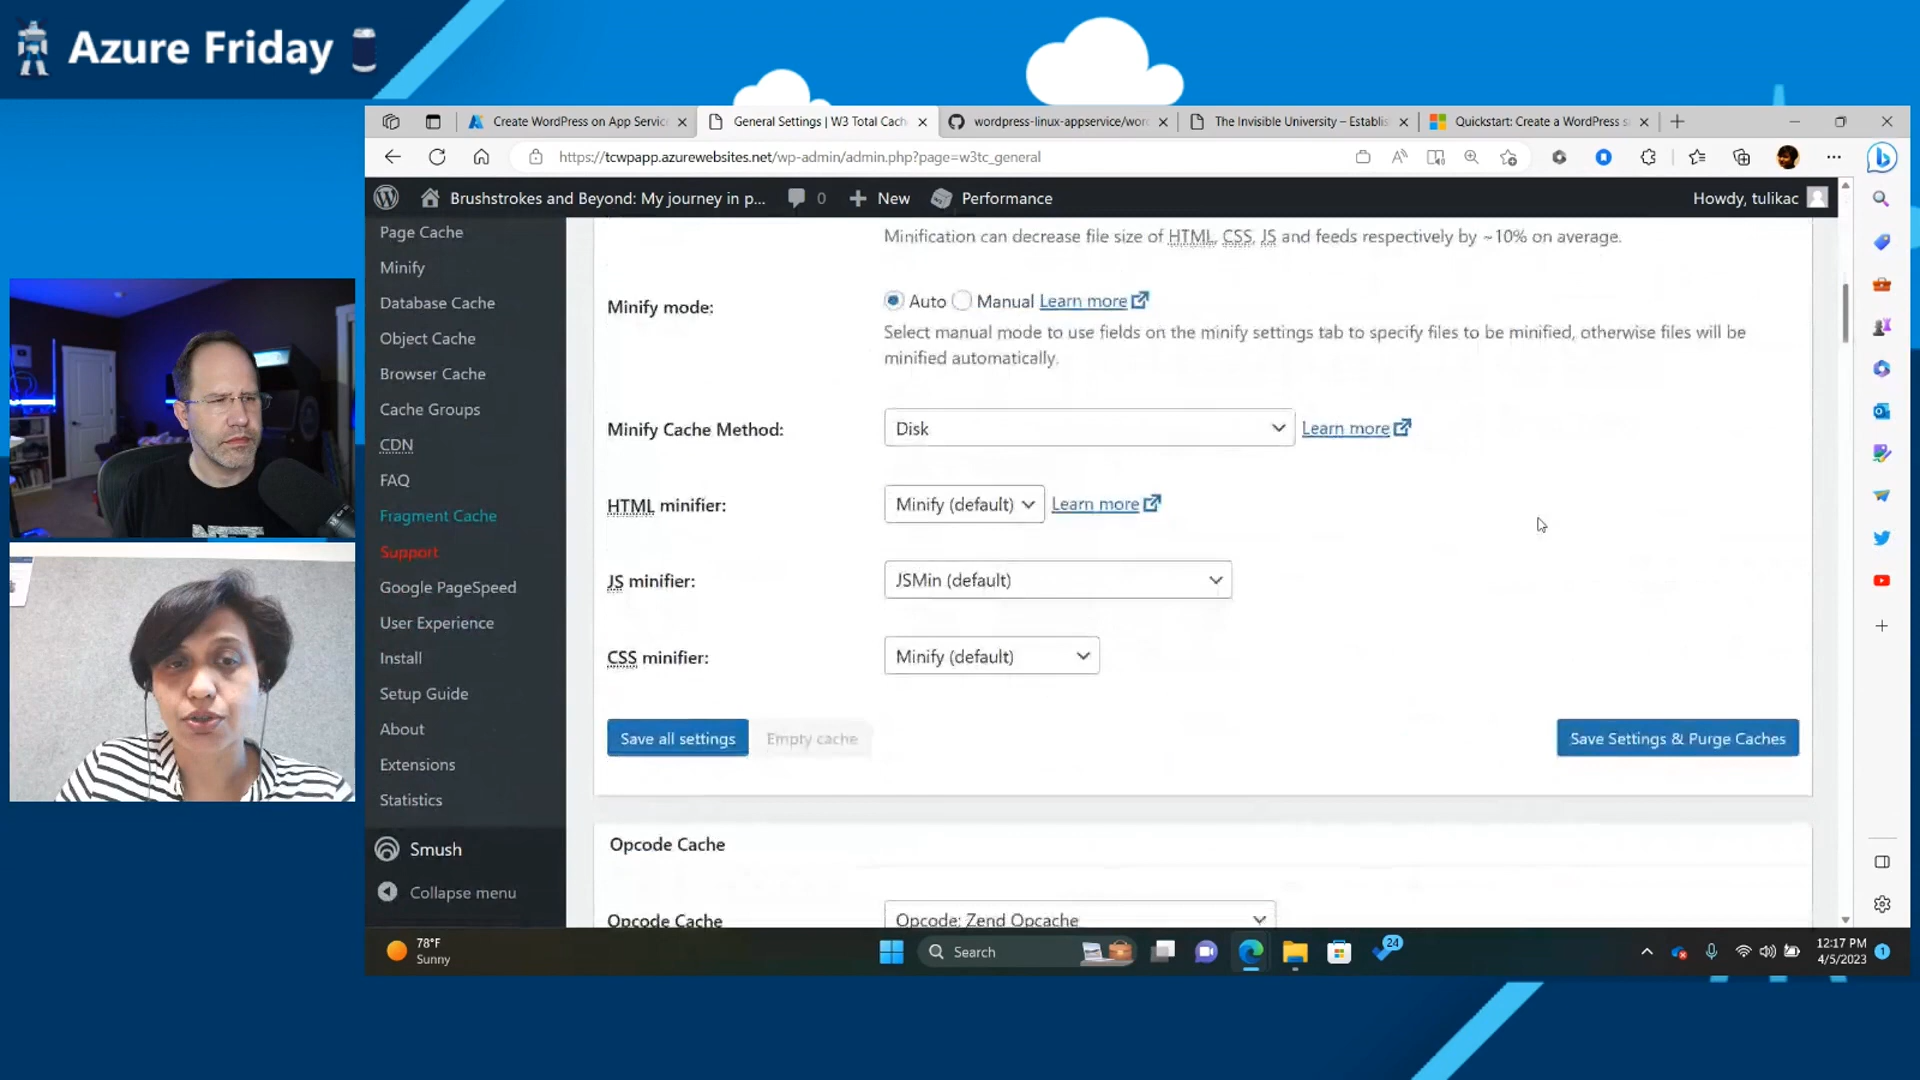 Azure Friday
Create WordPress on App Servic
General Settings | W3 Total Cach
wordpress-linux-appservice/word
The Invisible University – Establis
Quickstart: Create a WordPress s
https://tcwpapp.azurewebsites.net/wp-admin/admin.php?page=w3tc_general
Brushstrokes and Beyond: My journey in p...
0
New
Performance
Howdy, tulikac
Page Cache
Minify
Database Cache
Object Cache
Browser Cache
Cache Groups
CDN
FAQ
Fragment Cache
Support
Google PageSpeed
User Experience
Install
Setup Guide
About
Extensions
Statistics
Smush
Collapse menu
Minification can decrease file size of HTML, CSS, JS and feeds respectively by ~10% on average.
Minify mode:
Auto Manual Learn more
Select manual mode to use fields on the minify settings tab to specify files to be minified, otherwise files will be
minified automatically.
Minify Cache Method:
Disk
Learn more
HTML minifier:
Minify (default)
Learn more
JS minifier:
JSMin (default)
CSS minifier:
Minify (default)
Save all settings
Empty cache
Save Settings & Purge Caches
Opcode Cache
Opcode Cache
Opcode: Zend Opcache
78°F
Sunny
Search
24
12:17 PM
4/5/2023
1